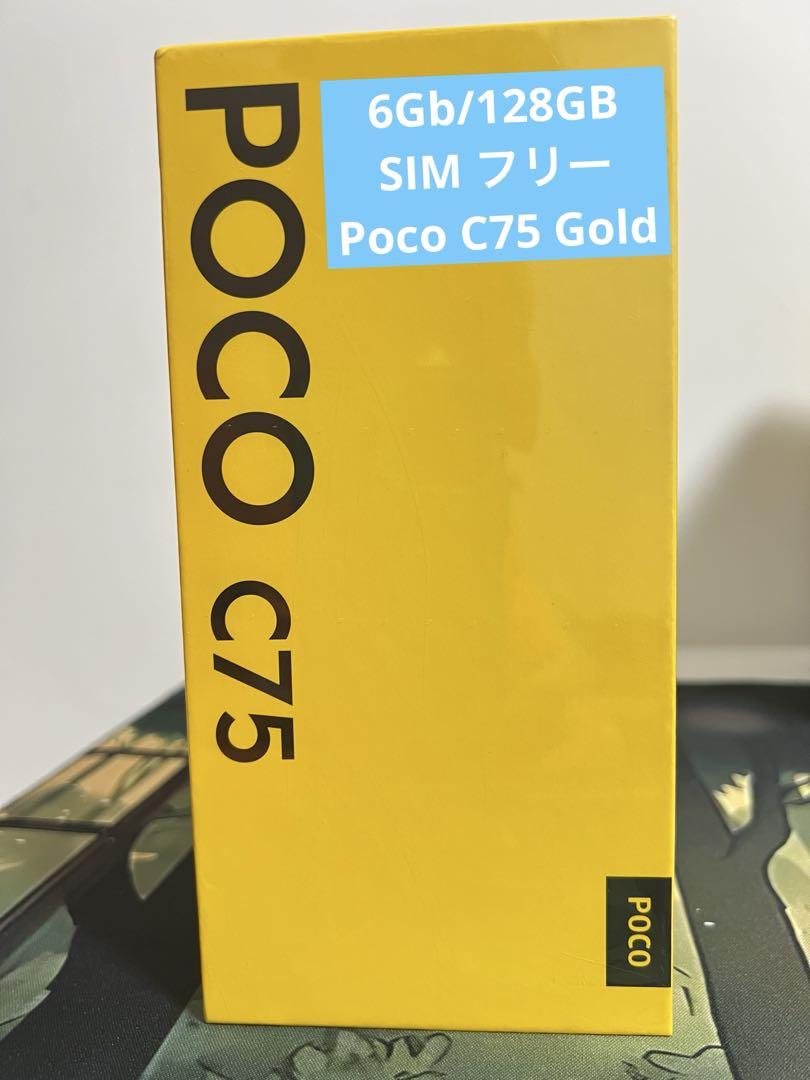 POCO C75
6Gb/128GB
SIM フリー
Poco C75 Gold
POCO